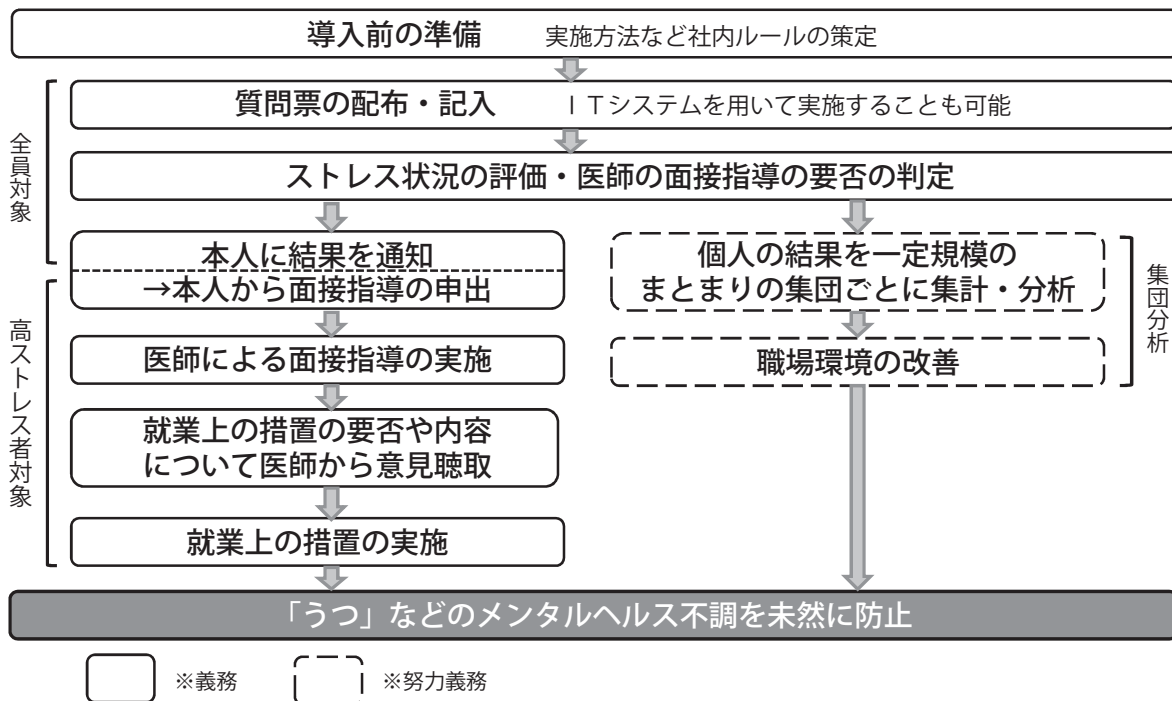 導入前の準備　実施方法など社内ルールの策定
質問票の配布・記入　ＩＴシステムを用いて実施することも可能
ストレス状況の評価・医師の面接指導の要否の判定
全員対象
本人に結果を通知
→本人から面接指導の申出
医師による面接指導の実施
就業上の措置の要否や内容
について医師から意見聴取
就業上の措置の実施
高ストレス者対象
個人の結果を一定規模の
まとまりの集団ごとに集計・分析
職場環境の改善
集団分析
「うつ」などのメンタルヘルス不調を未然に防止
※義務
※努力義務